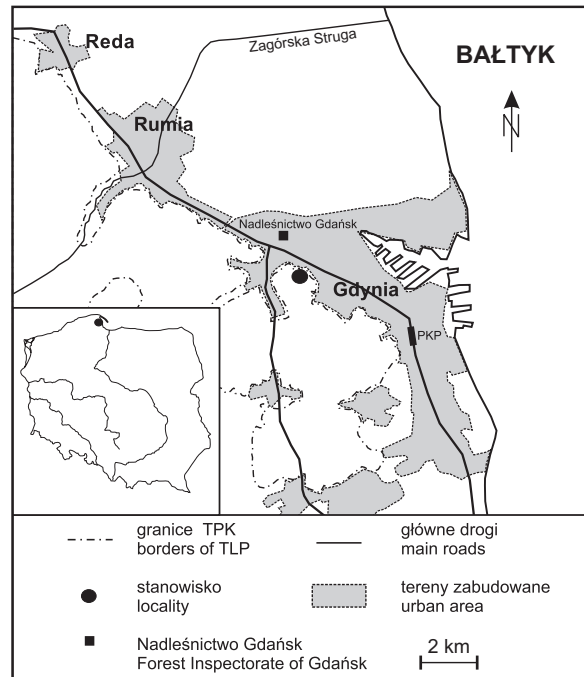 Reda
Zagórska Struga
BAŁTYK
N
Rumia
Nadleśnictwo Gdańsk
Gdynia
PKP
granice TPK
borders of TLP
główne drogi
main roads
stanowisko
locality
tereny zabudowane
urban area
Nadleśnictwo Gdańsk
Forest Inspectorate of Gdańsk
2 km